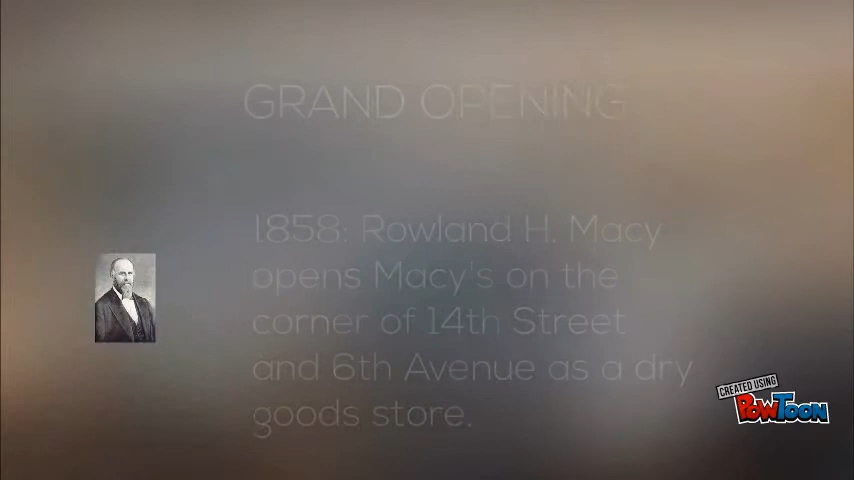 GRAND OPENING
1858: Rowland H. Macy
opens Macy's on the
corner of 14th Street
and 6th Avenue as a dry
goods store.
CREATED USING
POWTOON